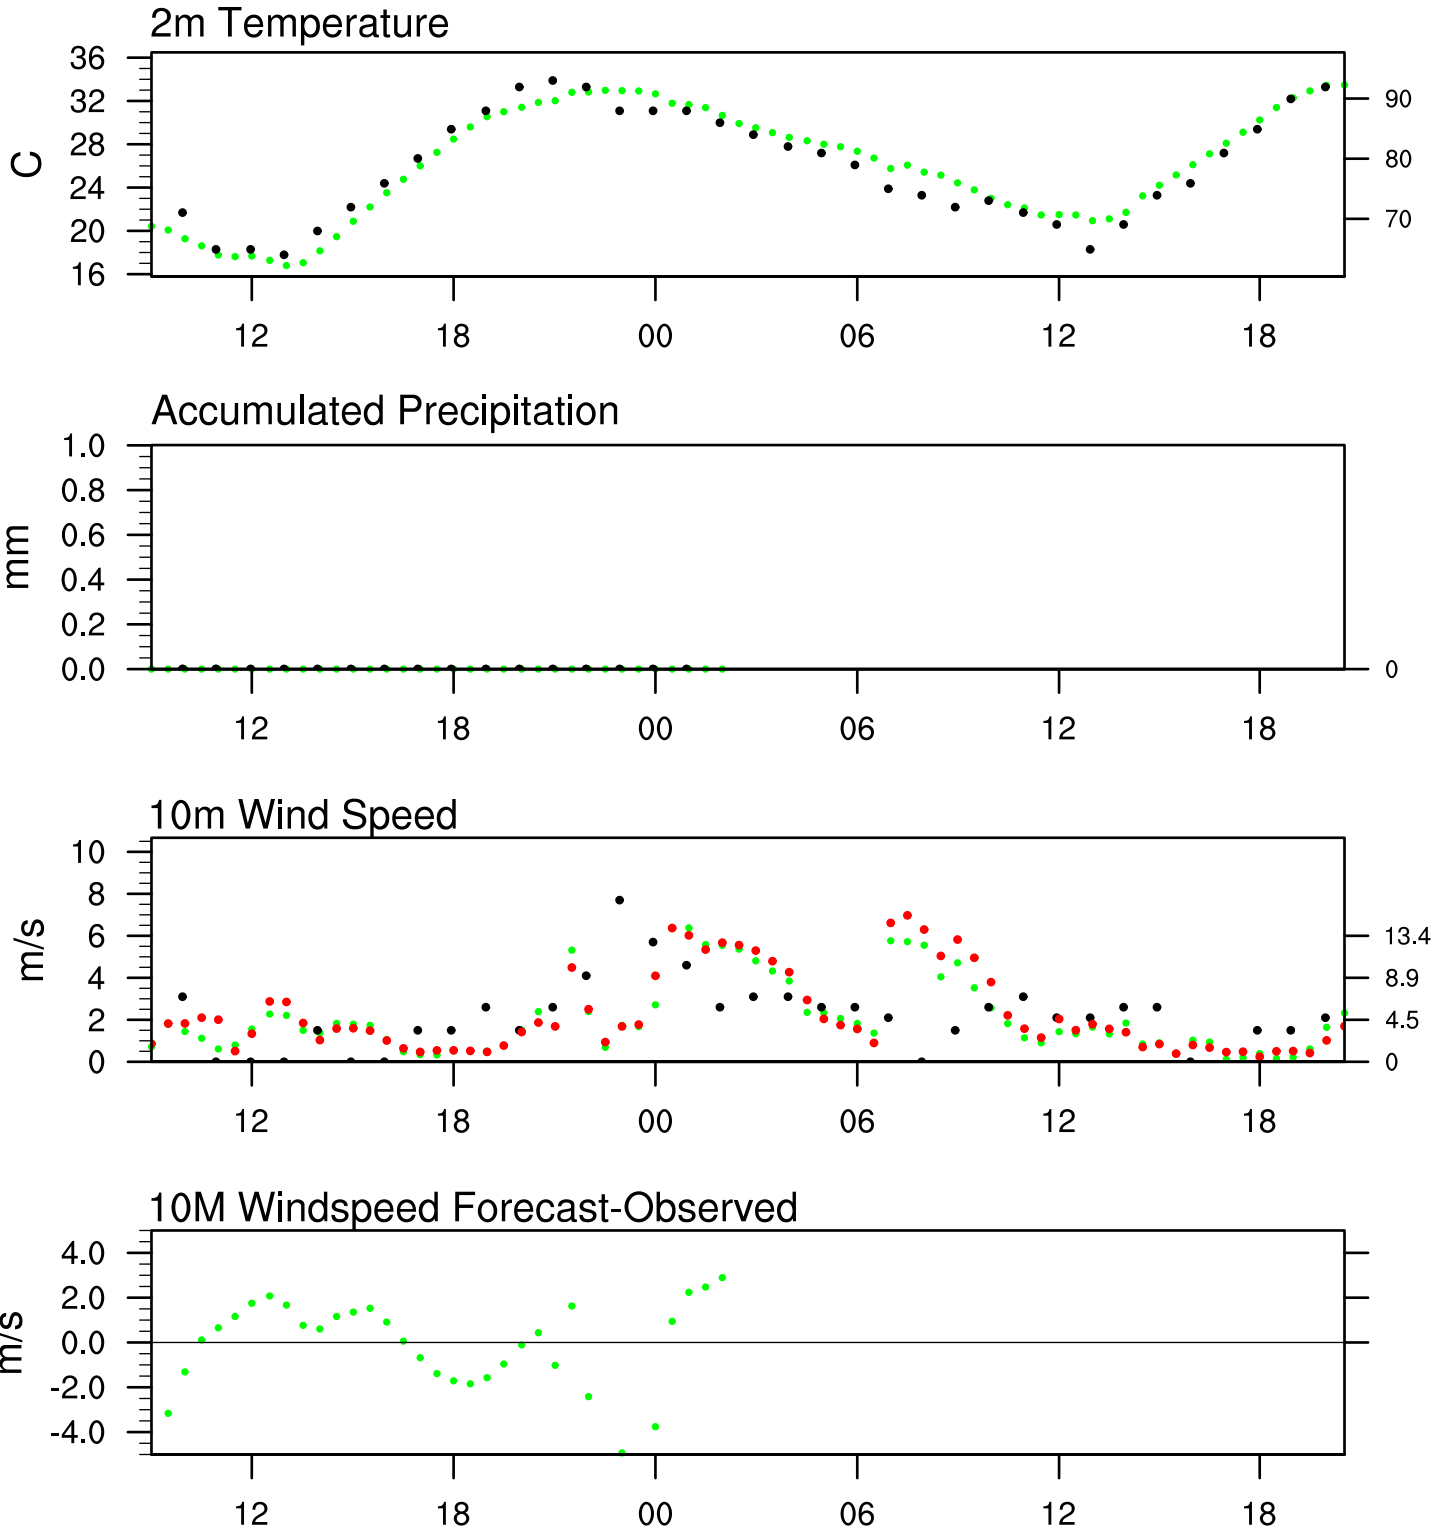 2m Temperature
36
32
28
24
20
16
C
90
80
70
12 18 00 06 12 18
Accumulated Precipitation
1.0
0.8
0.6
0.4
0.2
0.0
mm
0
12 18 00 06 12 18
10m Wind Speed
10
8
6
4
2
0
m/s
13.4
8.9
4.5
0
12 18 00 06 12 18
10M Windspeed Forecast-Observed
4.0
2.0
0.0
-2.0
-4.0
m/s
12 18 00 06 12 18